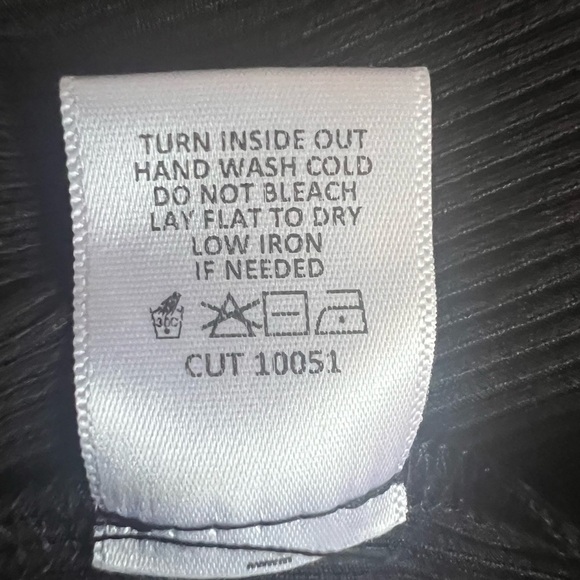 TURN INSIDE OUT
HAND WASH COLD
DO NOT BLEACH
LAY FLAT TO DRY
LOW IRON
IF NEEDED
30C
CUT 10051